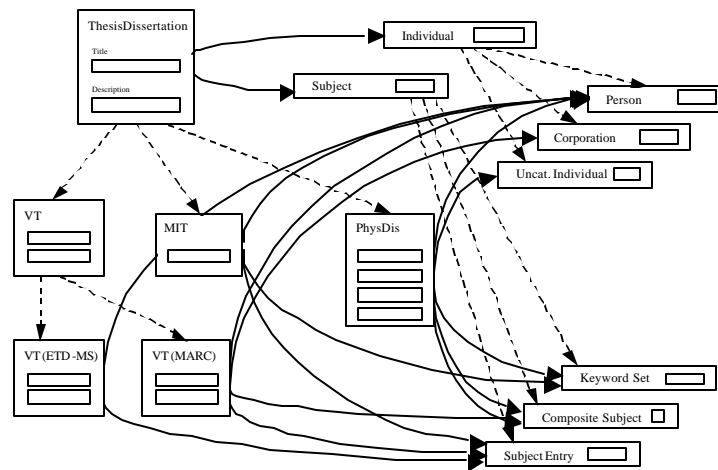 ThesisDissertation
Title
Description
Individual
Subject
Person
Corporation
Uncat. Individual
VT
MIT
PhysDis
VT (ETD-MS)
VT (MARC)
Keyword Set
Composite Subject
Subject Entry